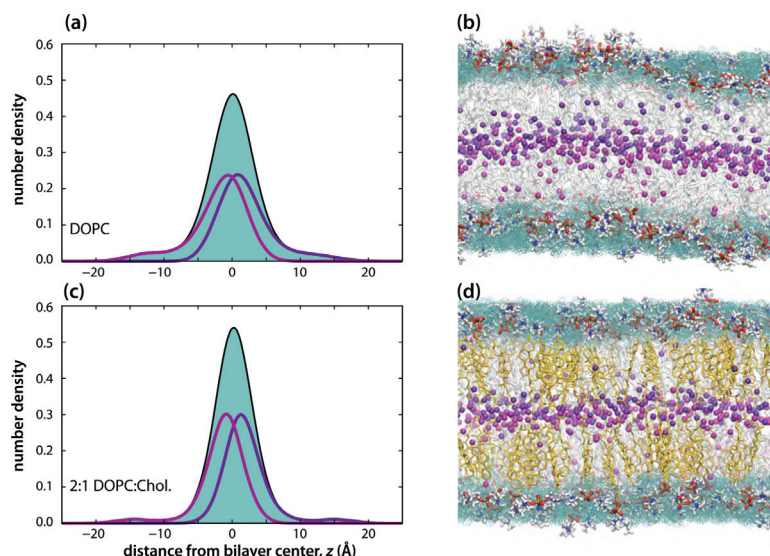 (a)
0.6
0.5
0.4
0.3
0.2
0.1
0.0
number density
DOPC
−20 −10 0 10 20
(b)
(c)
0.6
0.5
0.4
0.3
0.2
0.1
0.0
number density
2:1 DOPC:Chol.
−20 −10 0 10 20
distance from bilayer center, z (Å)
(d)